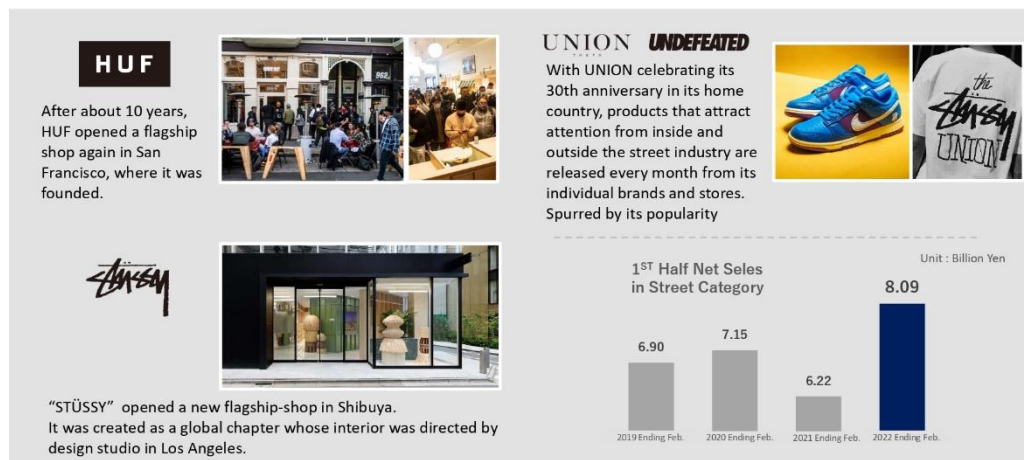 HUF
After about 10 years,
HUF opened a flagship
shop again in San
Francisco, where it was
founded.
962
STÜSSY
"STÜSSY" opened a new flagship-shop in Shibuya.
It was created as a global chapter whose interior was directed by
design studio in Los Angeles.
UNION
TOKYO
UNDEFEATED
With UNION celebrating its
30th anniversary in its home
country, products that attract
attention from inside and
outside the street industry are
released every month from its
individual brands and stores.
Spurred by its popularity
the
STÜSSY
UNION
1ST Half Net Seles
in Street Category
Unit : Billion Yen
6.90
7.15
6.22
8.09
2019 Ending Feb.
2020 Ending Feb.
2021 Ending Feb.
2022 Ending Feb.